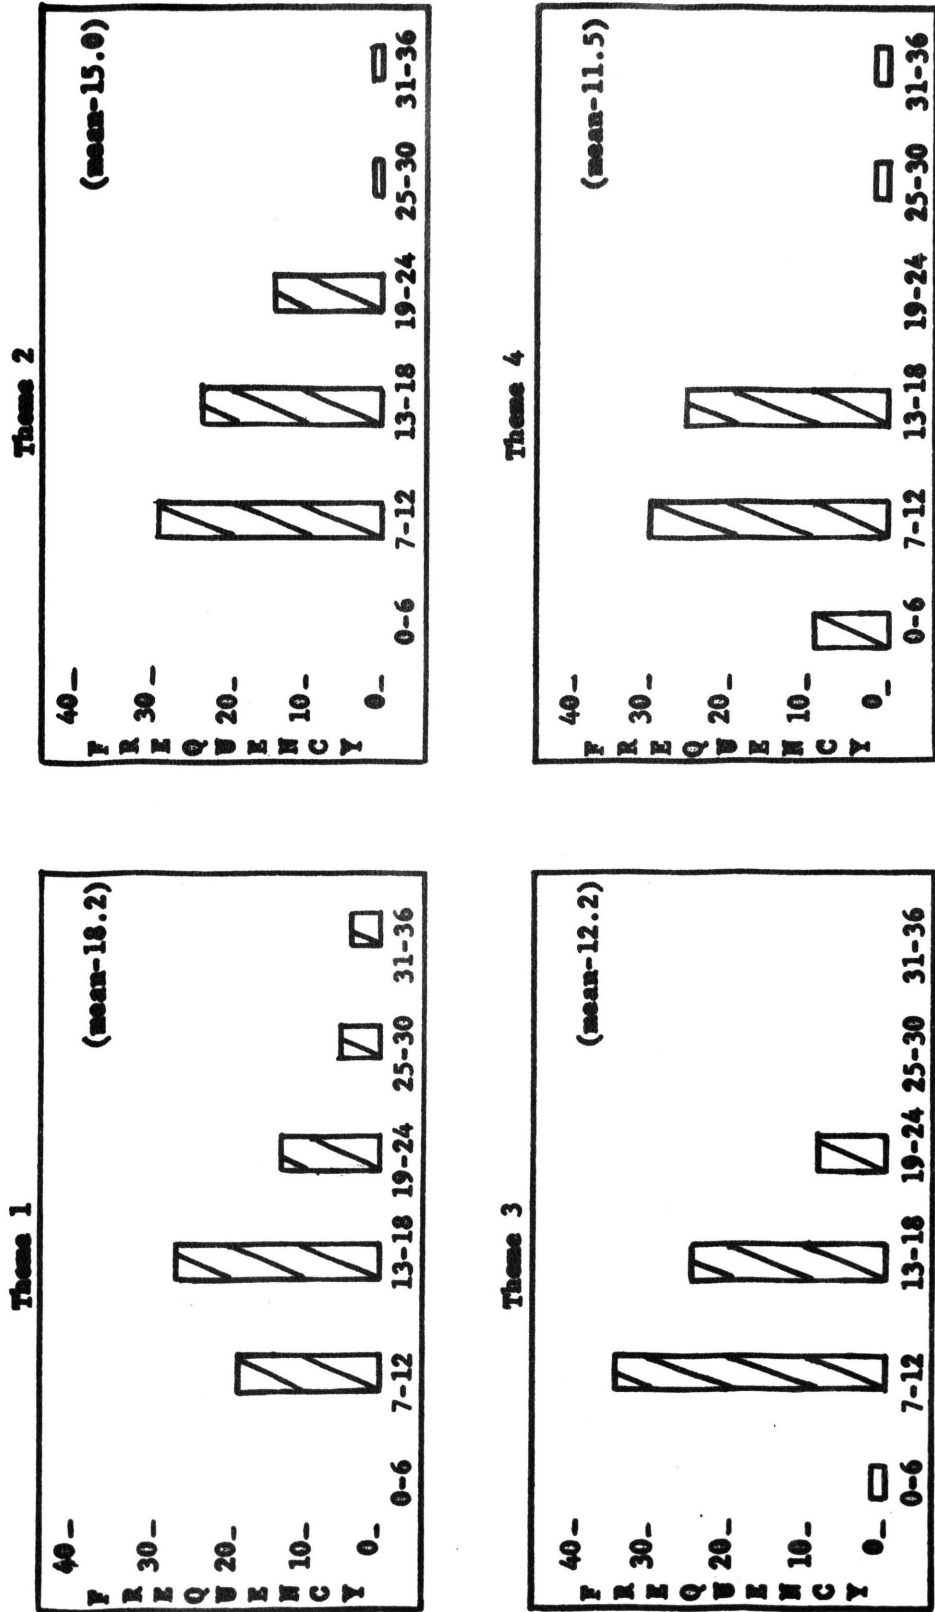 Theme 1
(mean-18.2)
F R E Q U E N C Y
40-
30-
20-
10-
0-
0-6 7-12 13-18 19-24 25-30 31-36
Theme 2
(mean-15.0)
F R E Q U E N C Y
40-
30-
20-
10-
0-
0-6 7-12 13-18 19-24 25-30 31-36
Theme 3
(mean-12.2)
F R E Q U E N C Y
40-
30-
20-
10-
0-
0-6 7-12 13-18 19-24 25-30 31-36
Theme 4
(mean-11.5)
F R E Q U E N C Y
40-
30-
20-
10-
0-
0-6 7-12 13-18 19-24 25-30 31-36